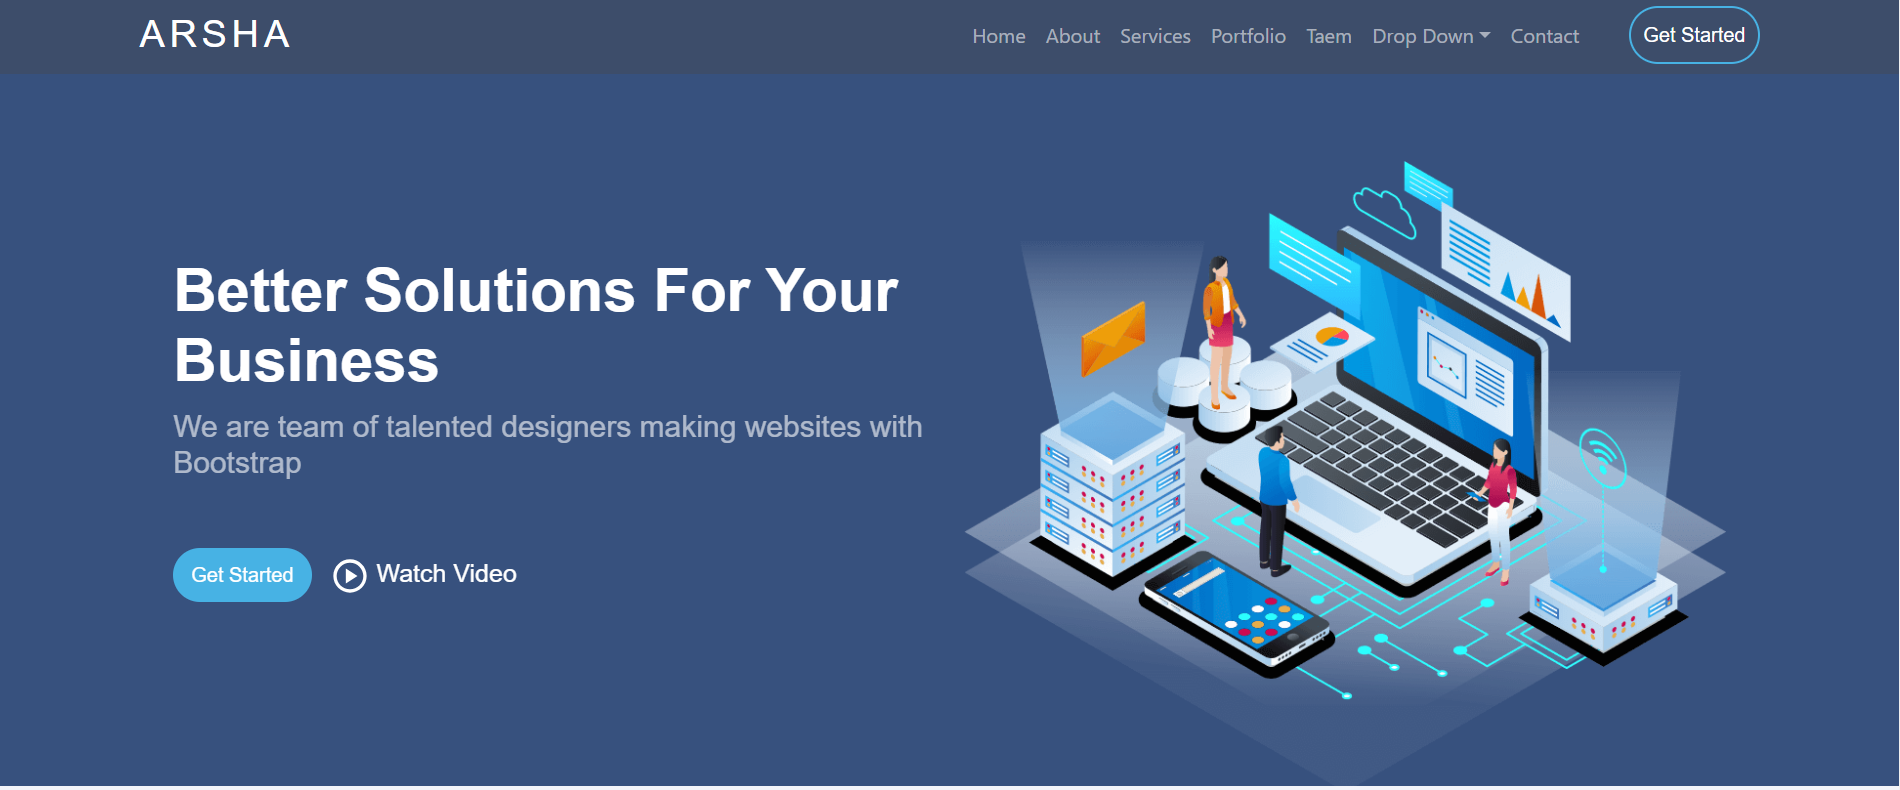 ARSHA
Home About Services Portfolio Taem Drop Down Contact Get Started
Better Solutions For Your
Business
We are team of talented designers making websites with
Bootstrap
Get Started Watch Video